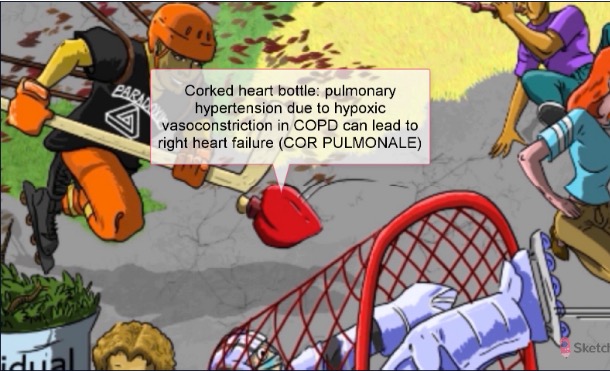 Corked heart bottle: pulmonary
hypertension due to hypoxic
vasoconstriction in COPD can lead to
right heart failure (COR PULMONALE)
PARADOX
idual
Sketch